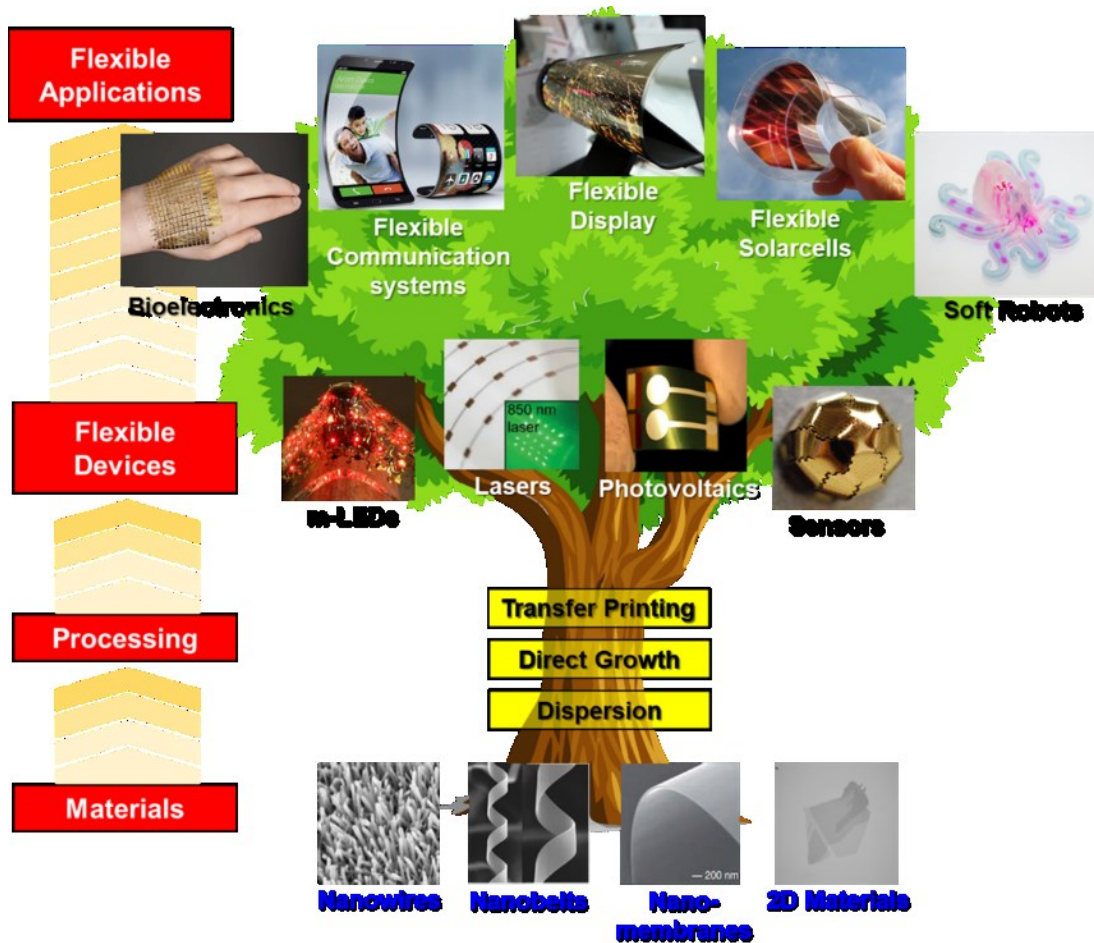 Flexible
Applications
Flexible
Communication
systems
Flexible
Display
Flexible
Solarcells
Bioelectronics
Soft Robots
Flexible
Devices
850 nm
laser
m-LEDs
Lasers
Photovoltaics
Sensors
Processing
Transfer Printing
Direct Growth
Dispersion
Materials
200 nm
Nanowires
Nanobelts
Nano-
membranes
2D Materials